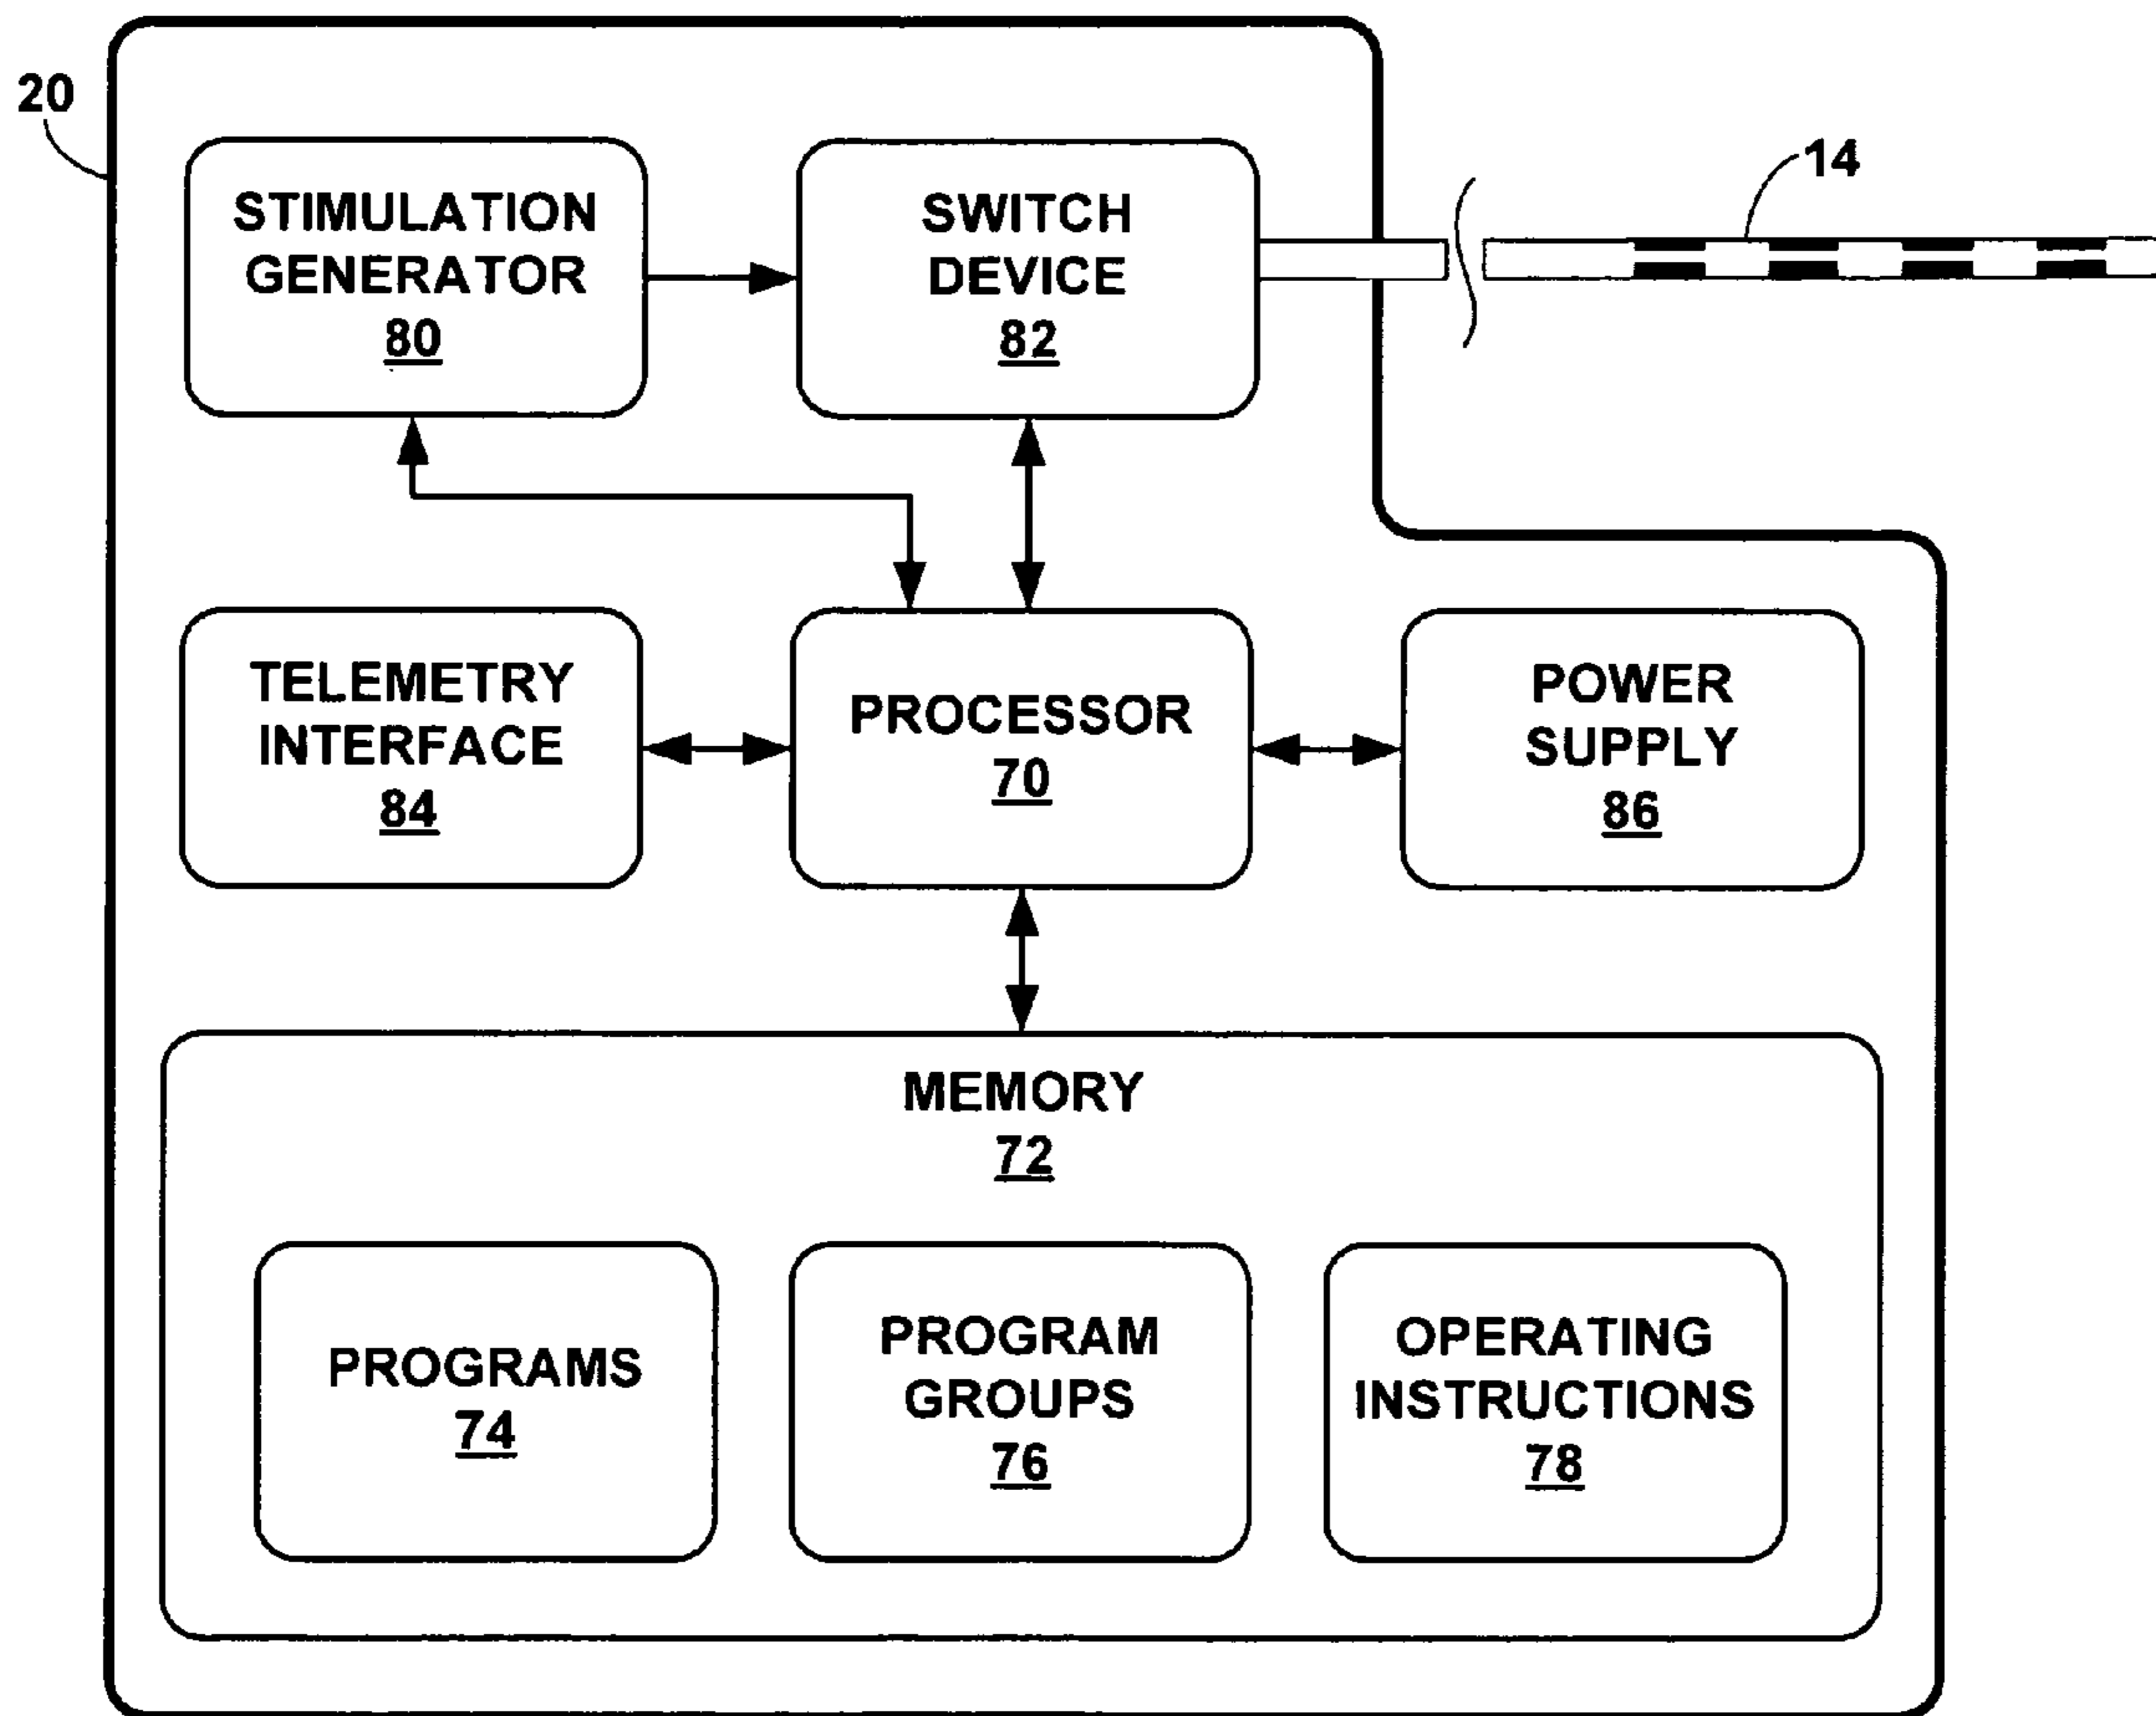 20
14
STIMULATION
GENERATOR
80
SWITCH
DEVICE
82
TELEMETRY
INTERFACE
84
PROCESSOR
70
POWER
SUPPLY
86
MEMORY
72
PROGRAMS
74
PROGRAM
GROUPS
76
OPERATING
INSTRUCTIONS
78